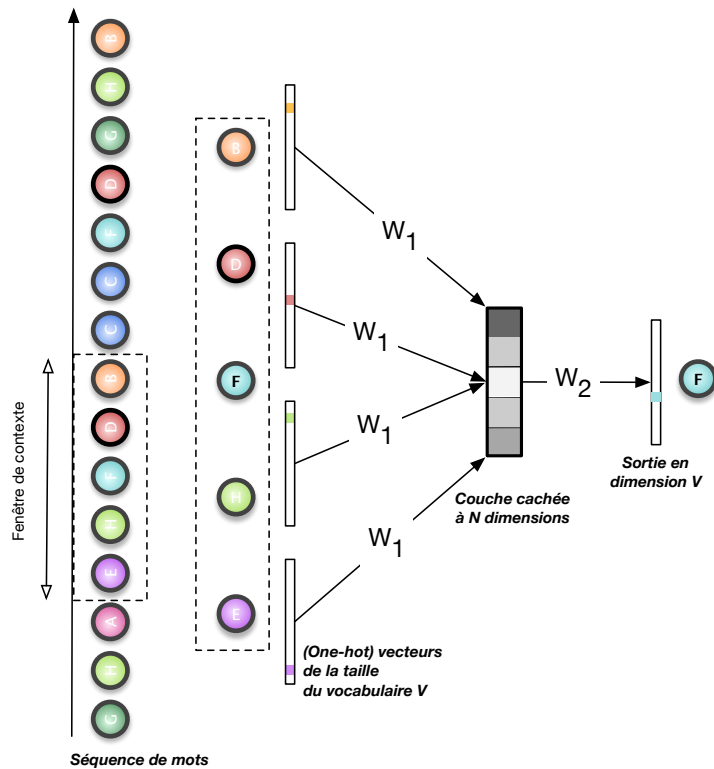 B
H
G
D
F
C
C
B
D
F
H
E
A
H
G
Fenêtre de contexte
Séquence de mots
B
D
F
H
E
W1
W1
W1
W1
(One-hot) vecteurs
de la taille
du vocabulaire V
Couche cachée
à N dimensions
W2
F
Sortie en
dimension V